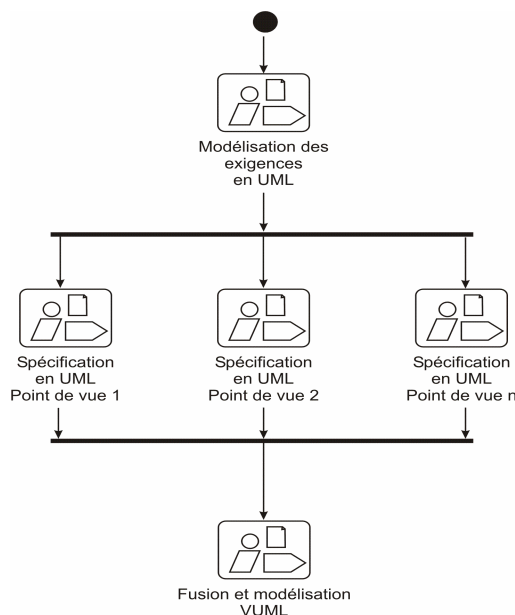 Modélisation des
exigences
en UML
Spécification
en UML
Point de vue 1
Spécification
en UML
Point de vue 2
Spécification
en UML
Point de vue n
Fusion et modélisation
VUML